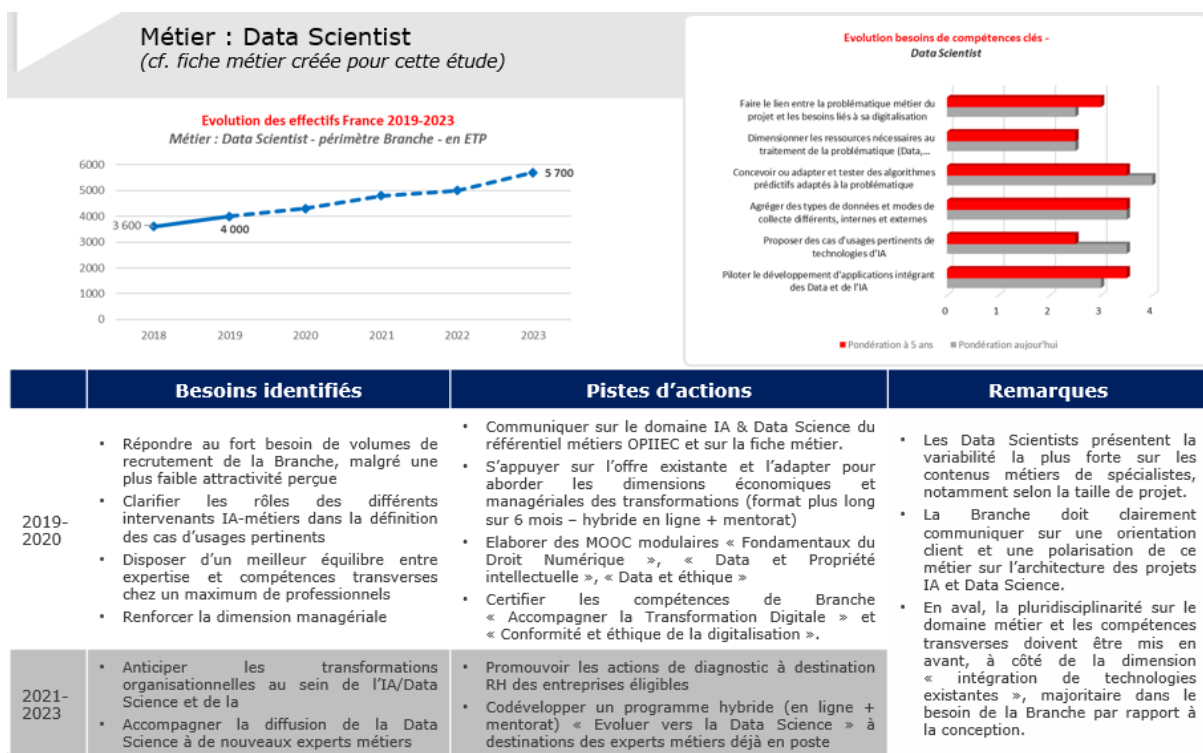 Métier : Data Scientist
(cf. fiche métier créée pour cette étude)
Evolution des effectifs France 2019-2023
Métier : Data Scientist - périmètre Branche - en ETP
6000
5000
4000
3000
2000
1000
0
3 600
4 000
5 700
2018
2019
2020
2021
2022
2023
Evolution besoins de compétences clés -
Data Scientist
Faire le lien entre la problématique métier du
projet et les besoins liés à sa digitalisation
Dimensionner les ressources nécessaires au
traitement de la problématique (Data,...
Concevoir ou adapter et tester des algorithmes
prédictifs adaptés à la problématique
Agréger des types de données et modes de
collecte différents, internes et externes
Proposer des cas d'usages pertinents de
technologies d'IA
Piloter le développement d'applications intégrant
des Data et de l'IA
0
1
2
3
4
Pondération à 5 ans
Pondération aujourd'hui
Besoins identifiés
Pistes d'actions
Remarques
2019-
2020
• Répondre au fort besoin de volumes de
recrutement de la Branche, malgré une
plus faible attractivité perçue
• Clarifier les rôles des différents
intervenants IA-métiers dans la définition
des cas d'usages pertinents
• Disposer d'un meilleur équilibre entre
expertise et compétences transverses
chez un maximum de professionnels
• Renforcer la dimension managériale
• Communiquer sur le domaine IA & Data Science du
référentiel métiers OPIIEC et sur la fiche métier.
• S'appuyer sur l'offre existante et l'adapter pour
aborder les dimensions économiques et
managériales des transformations (format plus long
sur 6 mois – hybride en ligne + mentorat)
• Elaborer des MOOC modulaires « Fondamentaux du
Droit Numérique », « Data et Propriété
intellectuelle », « Data et éthique »
• Certifier les compétences de Branche
« Accompagner la Transformation Digitale » et
« Conformité et éthique de la digitalisation ».
• Les Data Scientists présentent la
variabilité la plus forte sur les
contenus métiers de spécialistes,
notamment selon la taille de projet.
• La Branche doit clairement
communiquer sur une orientation
client et une polarisation de ce
métier sur l'architecture des projets
IA et Data Science.
• En aval, la pluridisciplinarité sur le
domaine métier et les compétences
transverses doivent être mis en
avant, à côté de la dimension
« intégration de technologies
existantes », majoritaire dans le
besoin de la Branche par rapport à
la conception.
2021-
2023
• Anticiper les transformations
organisationnelles au sein de l'IA/Data
Science et de la
• Accompagner la diffusion de la Data
Science à de nouveaux experts métiers
• Promouvoir les actions de diagnostic à destination
RH des entreprises éligibles
• Codévelopper un programme hybride (en ligne +
mentorat) « Evoluer vers la Data Science » à
destinations des experts métiers déjà en poste